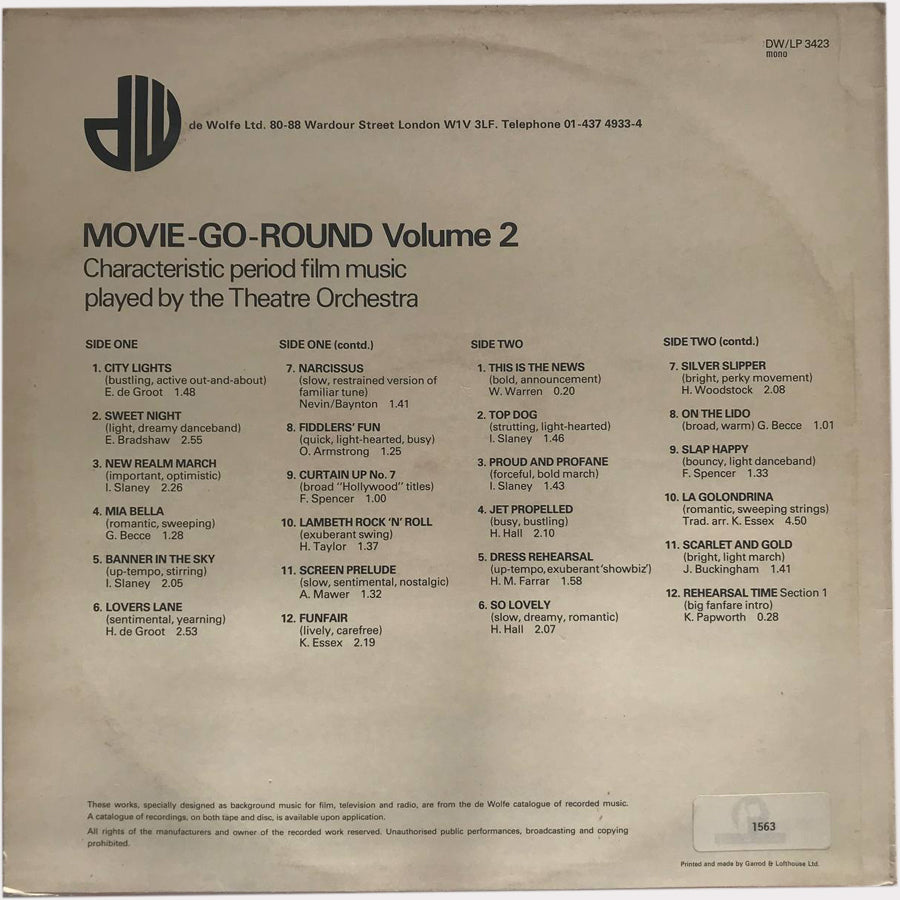 DW/LP 3423
mono
dW
de Wolfe Ltd. 80-88 Wardour Street London W1V 3LF. Telephone 01-437 4933-4
MOVIE-GO-ROUND Volume 2
Characteristic period film music
played by the Theatre Orchestra
SIDE ONE
1. CITY LIGHTS
(bustling, active out-and-about)
E. de Groot 1.48
2. SWEET NIGHT
(light, dreamy danceband)
E. Bradshaw 2.55
3. NEW REALM MARCH
(important, optimistic)
I. Slaney 2.26
4. MIA BELLA
(romantic, sweeping)
G. Becce 1.28
5. BANNER IN THE SKY
(up-tempo, stirring)
I. Slaney 2.05
6. LOVERS LANE
(sentimental, yearning)
H. de Groot 2.53
SIDE ONE (contd.)
7. NARCISSUS
(slow, restrained version of
familiar tune)
Nevin/Baynton 1.41
8. FIDDLERS' FUN
(quick, light-hearted, busy)
O. Armstrong 1.25
9. CURTAIN UP No. 7
(broad "Hollywood" titles)
F. Spencer 1.00
10. LAMBETH ROCK 'N' ROLL
(exuberant swing)
H. Taylor 1.37
11. SCREEN PRELUDE
(slow, sentimental, nostalgic)
A. Mawer 1.32
12. FUNFAIR
(lively, carefree)
K. Essex 2.19
SIDE TWO
1. THIS IS THE NEWS
(bold, announcement)
W. Warren 0.20
2. TOP DOG
(strutting, light-hearted)
I. Slaney 1.46
3. PROUD AND PROFANE
(forceful, bold march)
I. Slaney 1.43
4. JET PROPELLED
(busy, bustling)
H. Hall 2.10
5. DRESS REHEARSAL
(up-tempo, exuberant 'showbiz')
H. M. Farrar 1.58
6. SO LOVELY
(slow, dreamy, romantic)
H. Hall 2.07
SIDE TWO (contd.)
7. SILVER SLIPPER
(bright, perky movement)
H. Woodstock 2.08
8. ON THE LIDO
(broad, warm) G. Becce 1.01
9. SLAP HAPPY
(bouncy, light danceband)
F. Spencer 1.33
10. LA GOLONDRINA
(romantic, sweeping strings)
Trad. arr. K. Essex 4.50
11. SCARLET AND GOLD
(bright, light march)
J. Buckingham 1.41
12. REHEARSAL TIME Section 1
(big fanfare intro)
K. Papworth 0.28
These works, specially designed as background music for film, television and radio, are from the de Wolfe catalogue of recorded music.
A catalogue of recordings, on both tape and disc, is available upon application.
All rights of the manufacturers and owner of the recorded work reserved. Unauthorised public performances, broadcasting and copying
prohibited.
1563
Printed and made by Garrod & Lofthouse Ltd.